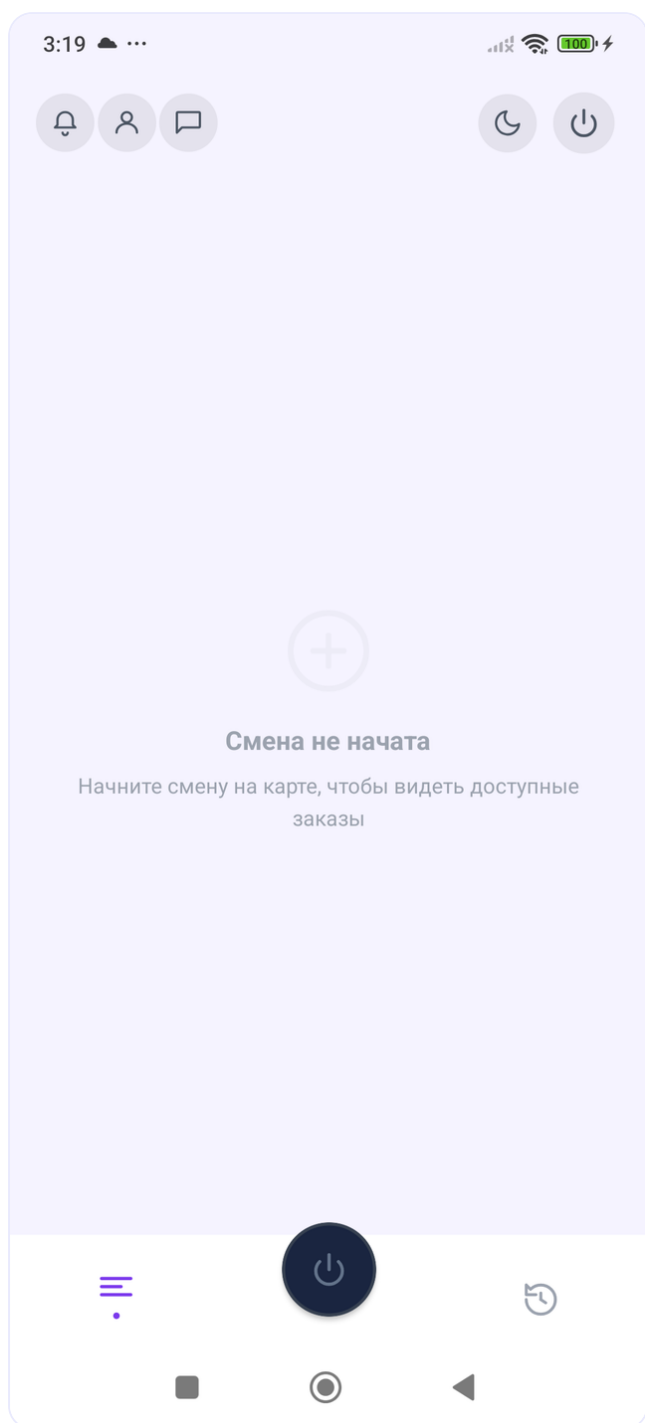 3:19
100
Смена не начата
Начните смену на карте, чтобы видеть доступные
заказы